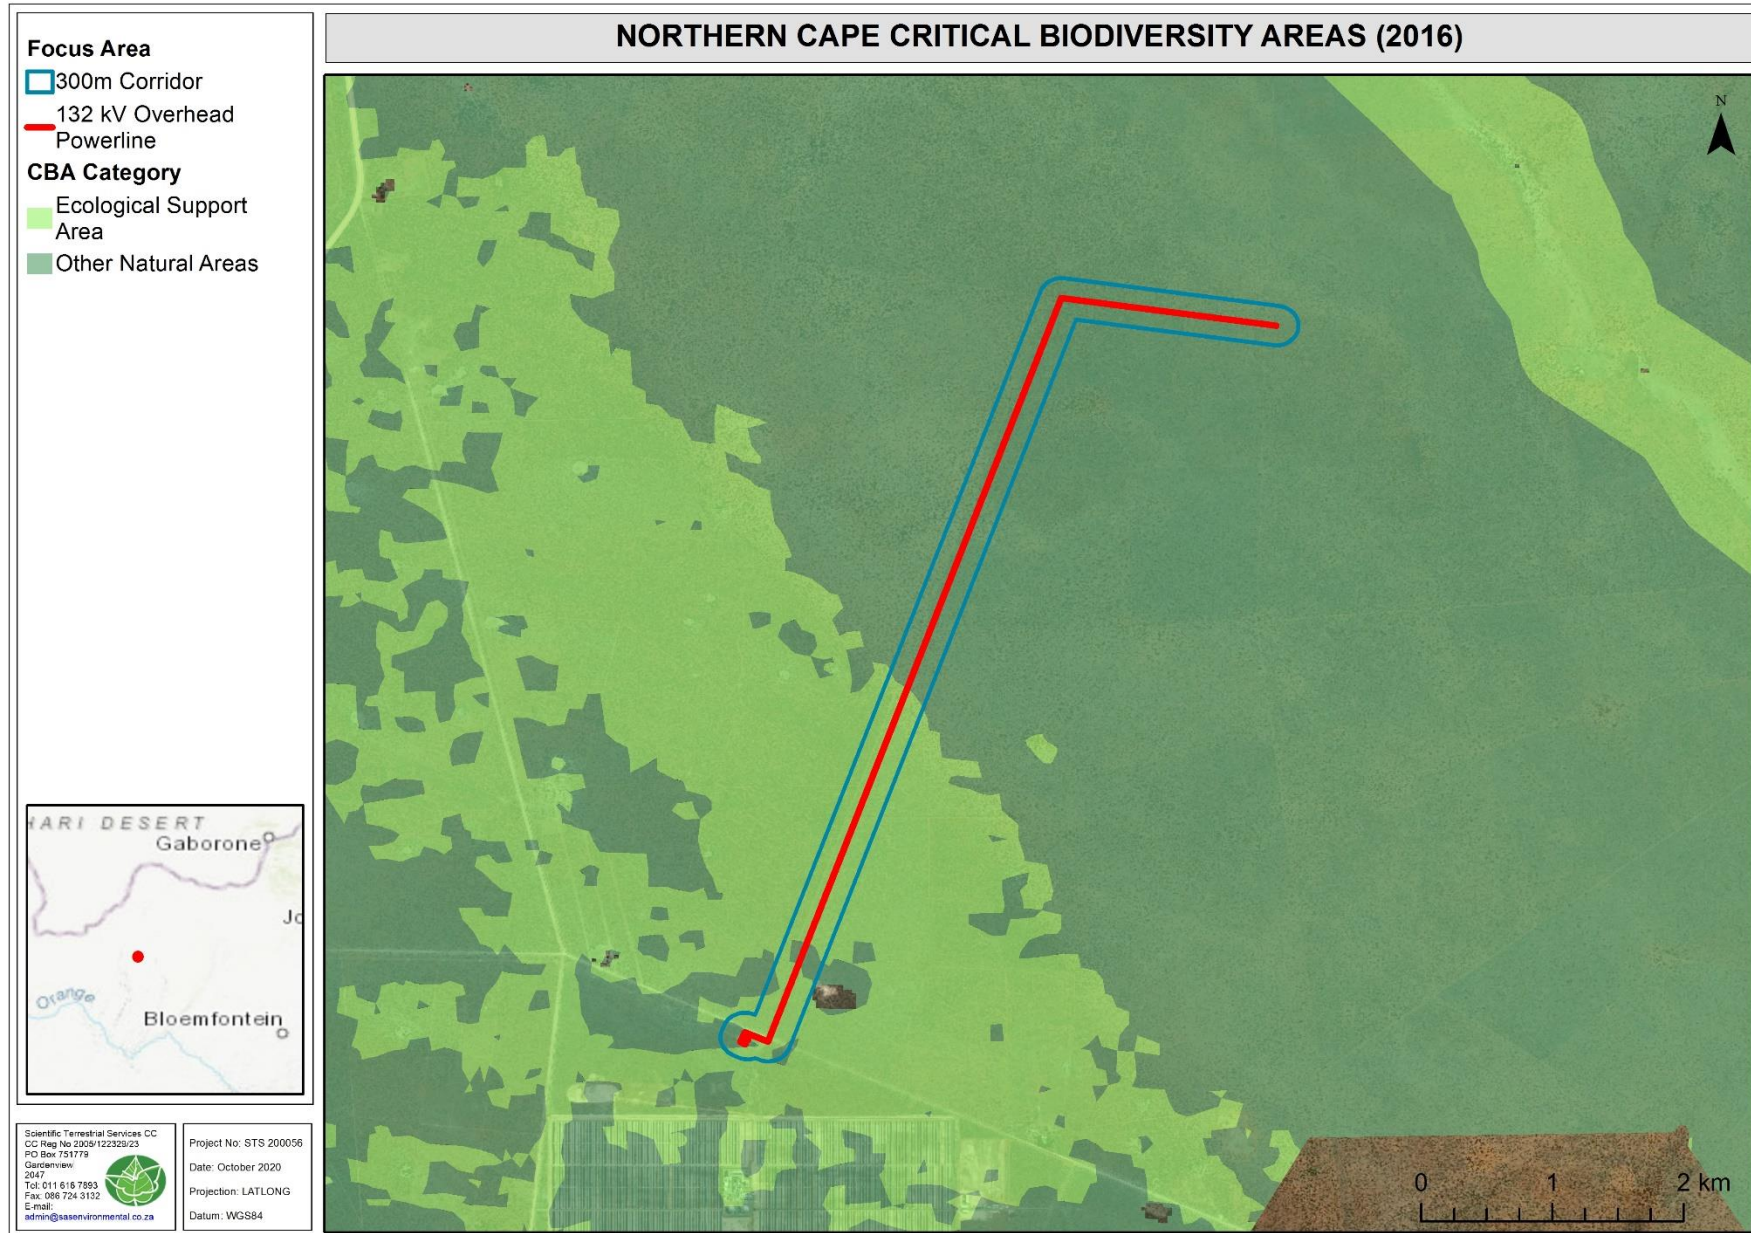 NORTHERN CAPE CRITICAL BIODIVERSITY AREAS (2016)
Focus Area
300m Corridor
132 kV Overhead
Powerline
CBA Category
Ecological Support
Area
Other Natural Areas
N
HARI DESERT
Gaborone
Jo
Orange
Bloemfontein
0 1 2 km
Scientific Terrestrial Services CC
CC Reg No 2005/122329/23
PO Box 751779
Gardenview
2047
Tel: 011 616 7893
Fax: 086 724 3132
E-mail:
admin@sasenvironmental.co.za
Project No: STS 200056
Date: October 2020
Projection: LATLONG
Datum: WGS84